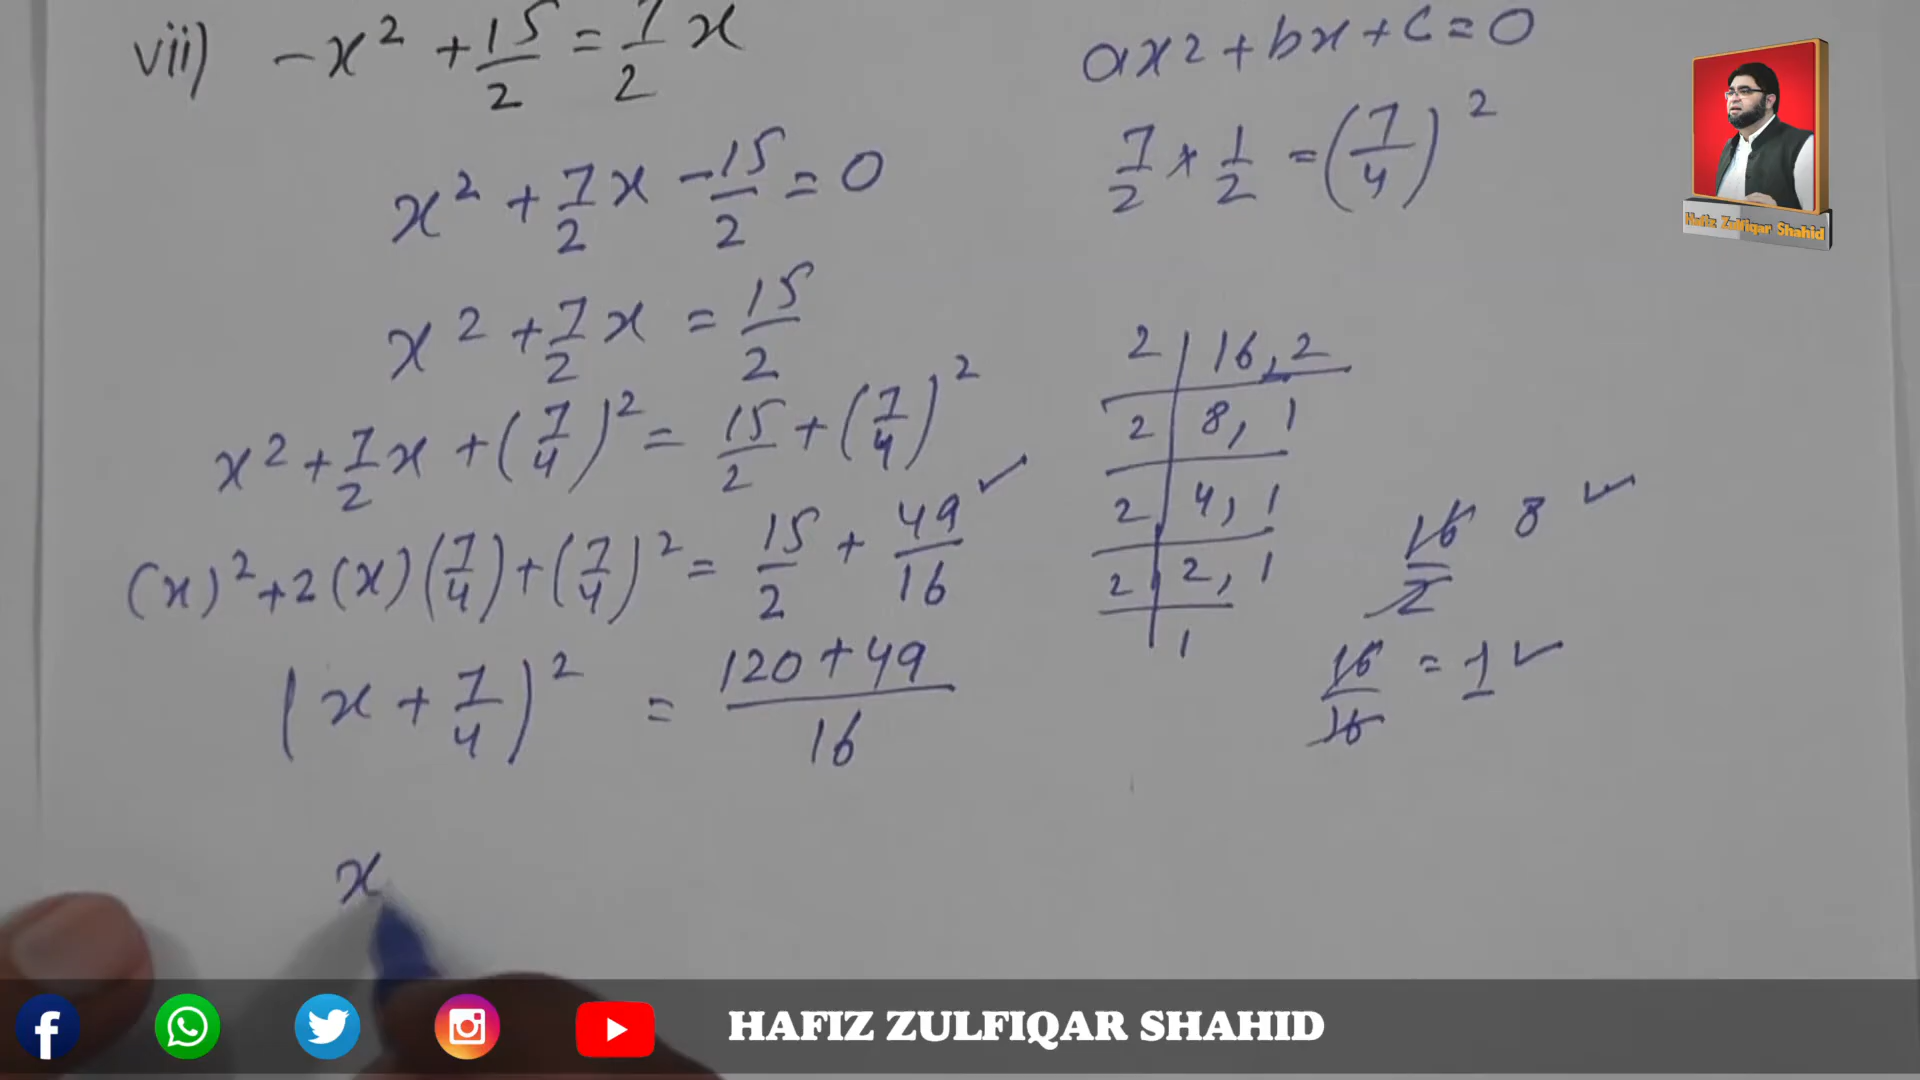 vii) -x² + 15/2 = 7/2 x
x² + 7/2 x - 15/2 = 0
x² + 7/2 x = 15/2
x² + 7/2 x + (7/4)² = 15/2 + (7/4)² ✓
(x)² + 2(x)(7/4) + (7/4)² = 15/2 + 49/16
(x + 7/4)² = 120 + 49 / 16
x
ax2 + bx + c = 0
7/2 × 1/2 = (7/4)²
2 | 16, 2
2 | 8, 1
2 | 4, 1
2 | 2, 1
1
16/2 8 ✓
16/16 = 1 ✓
Hafiz Zulfiqar Shahid
HAFIZ ZULFIQAR SHAHID